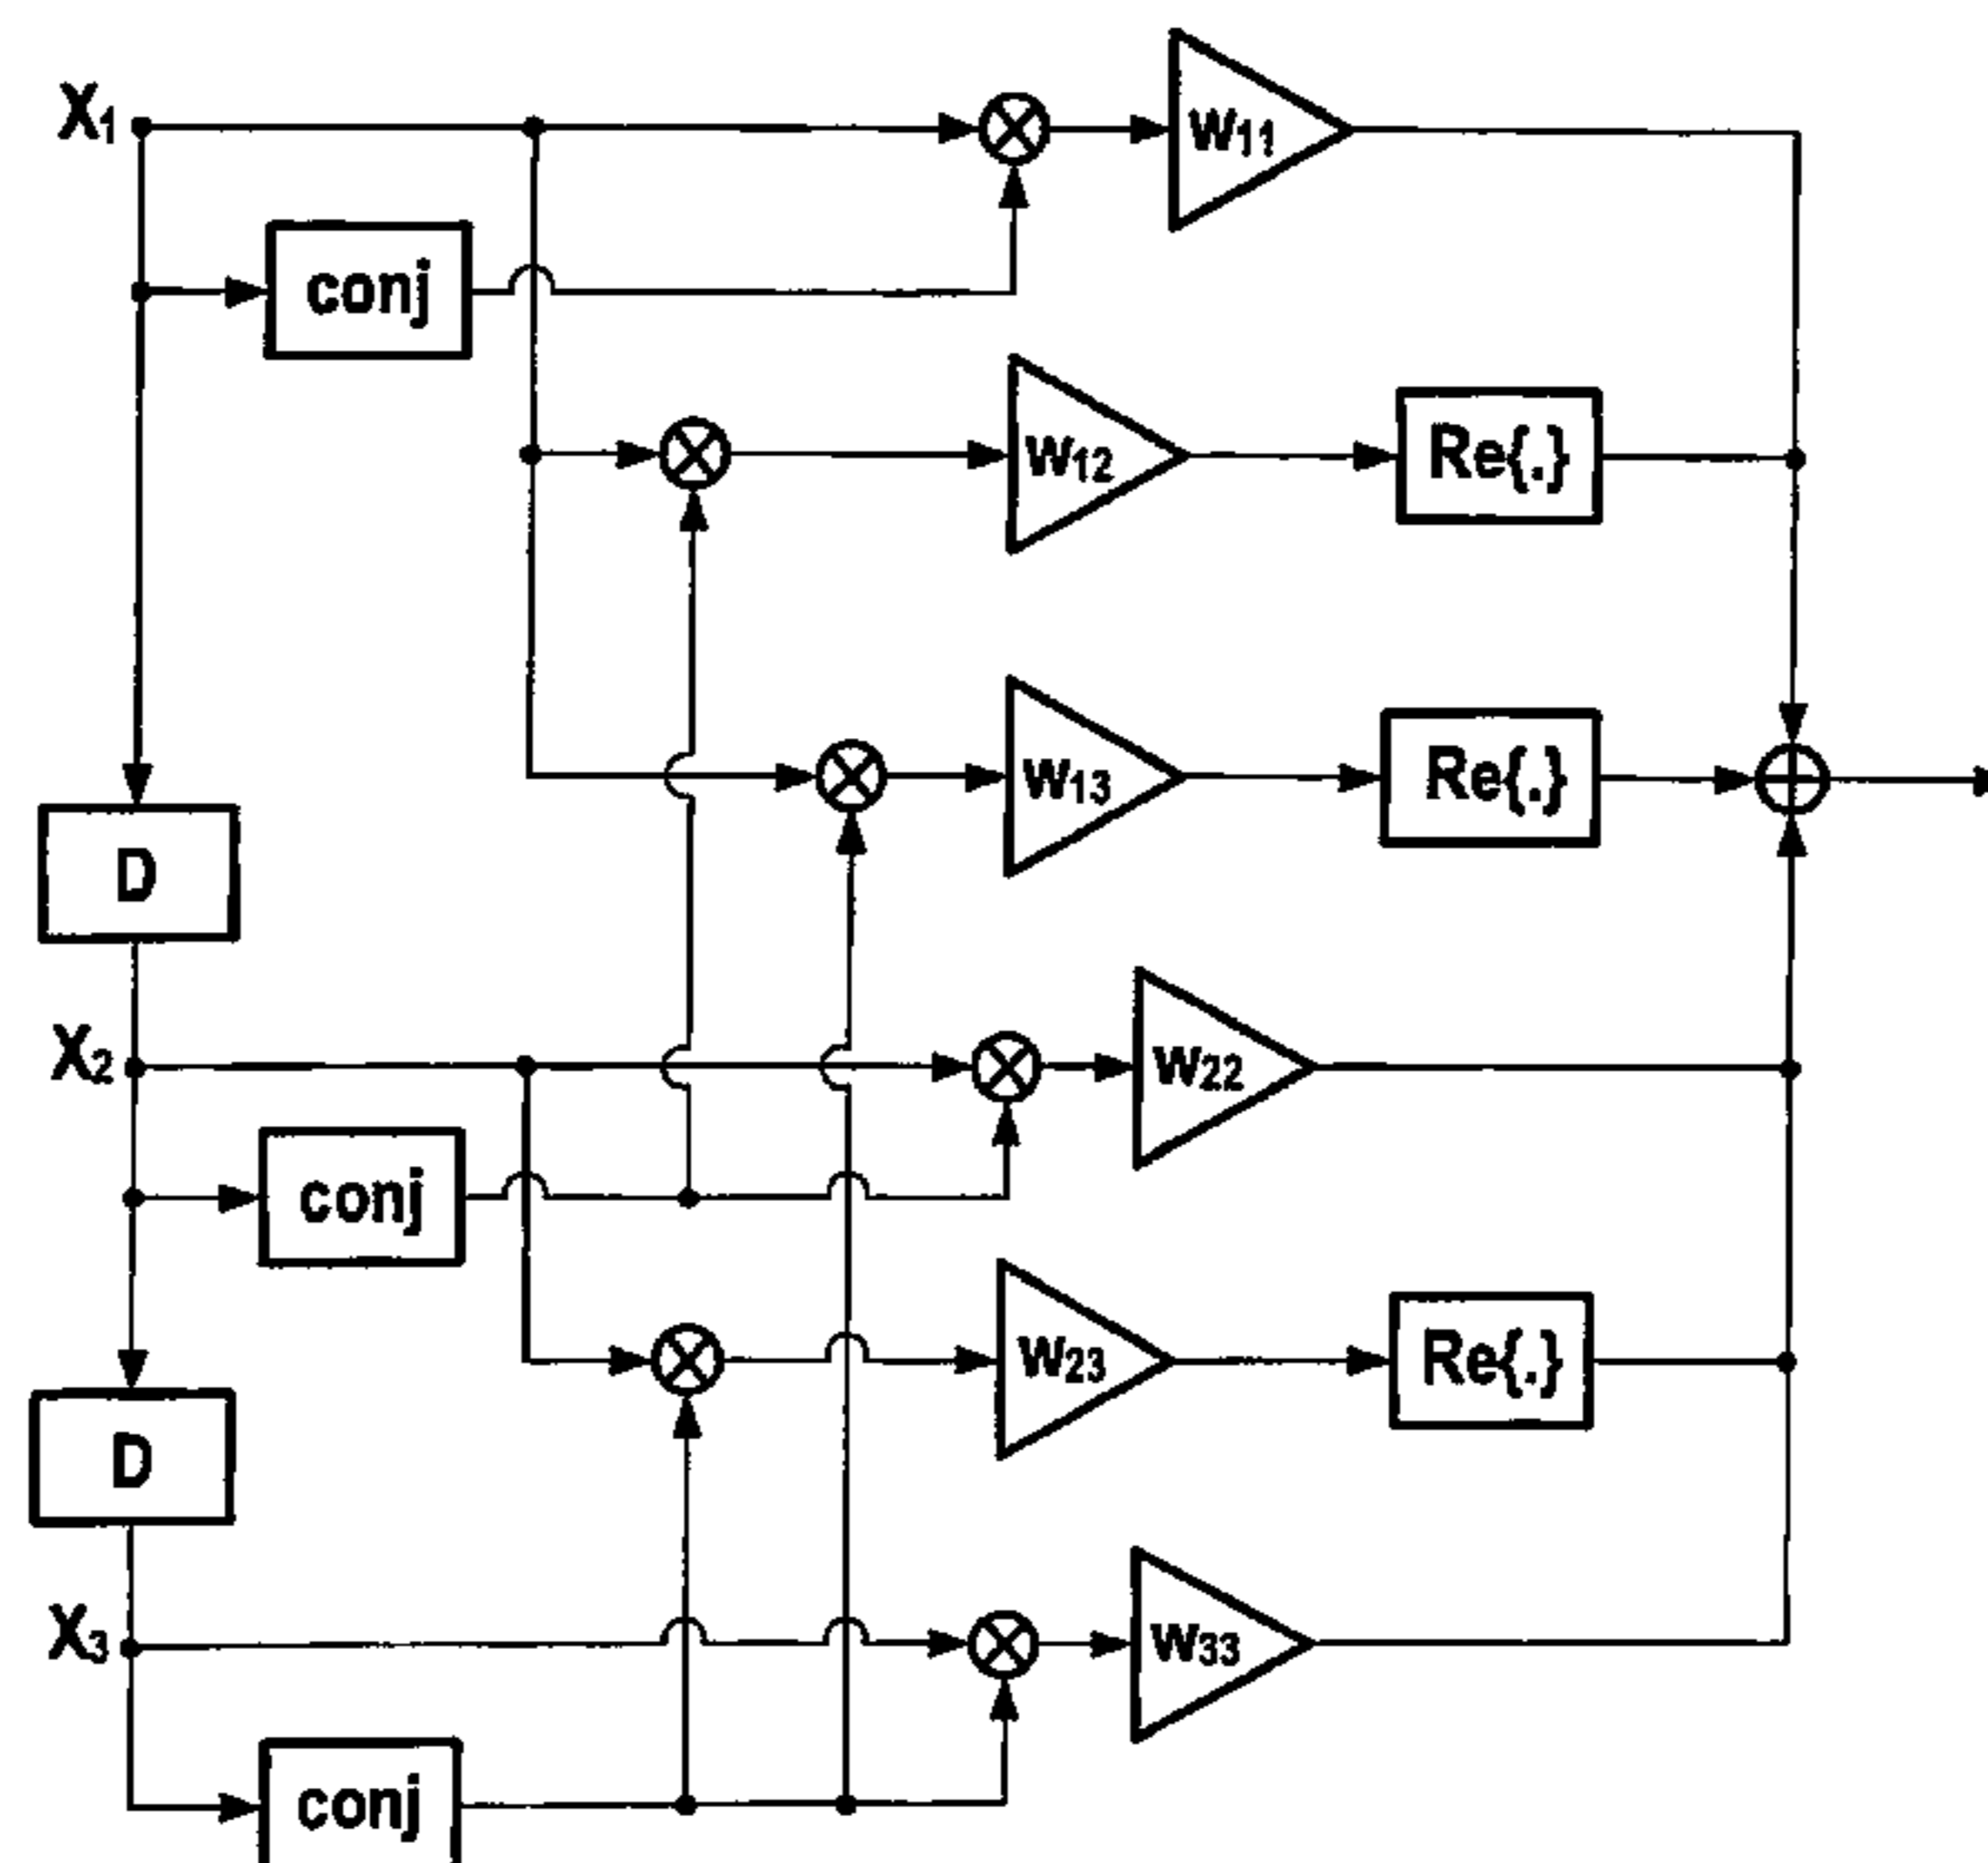 X₁
W₁₁
conj
W₁₂
Re{.}
W₁₃
Re{.}
D
X₂
W₂₂
conj
W₂₃
Re{.}
D
X₃
W₃₃
conj